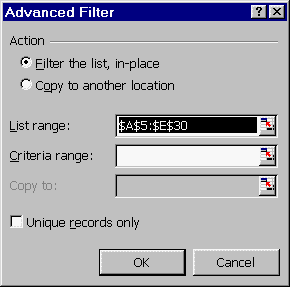 Advanced Filter
Action
Filter the list, in-place
Copy to another location
List range: $A$5:$E$30
Criteria range:
Copy to:
Unique records only
OK Cancel